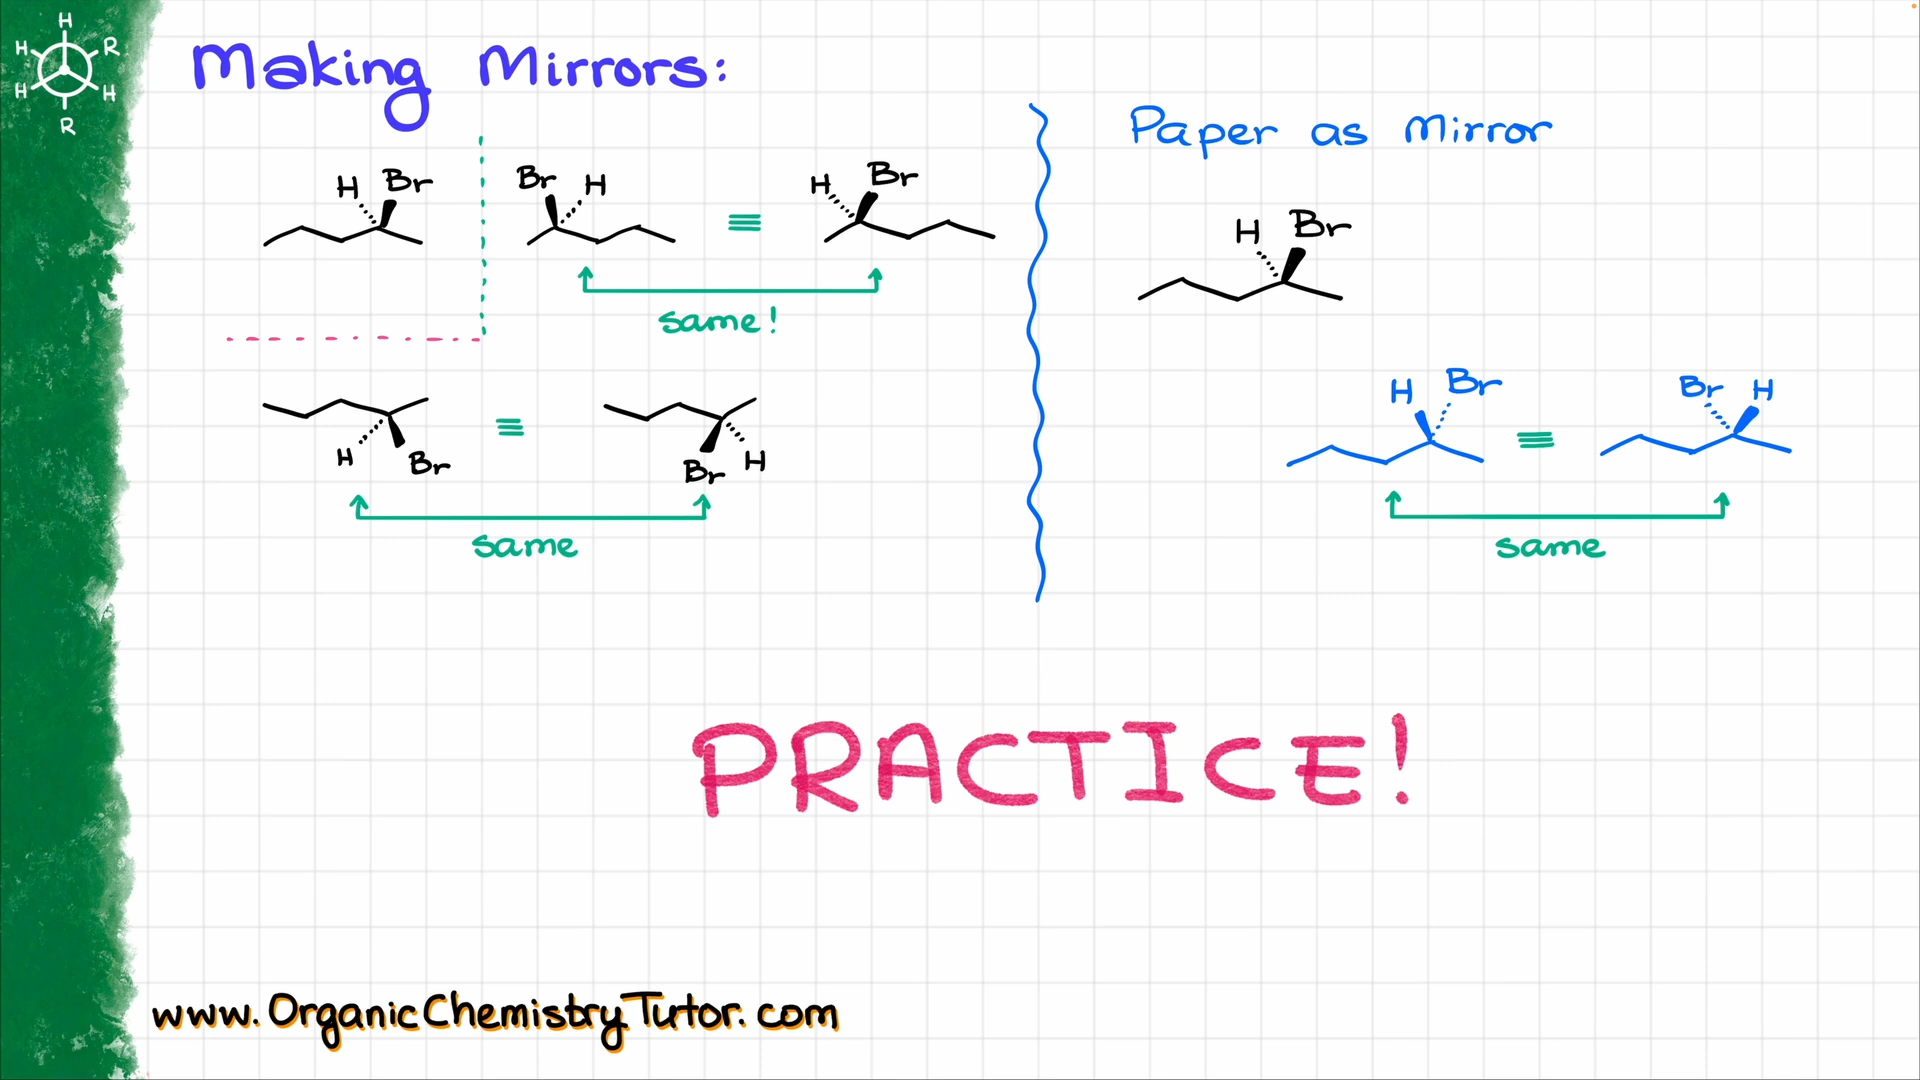 H
H R
H H
R
Making Mirrors:
Paper as mirror
H Br
Br H
≡
H Br
same!
H Br
H Br
≡
Br H
same
H Br
≡
Br H
same
PRACTICE!
www.OrganicChemistryTutor.com